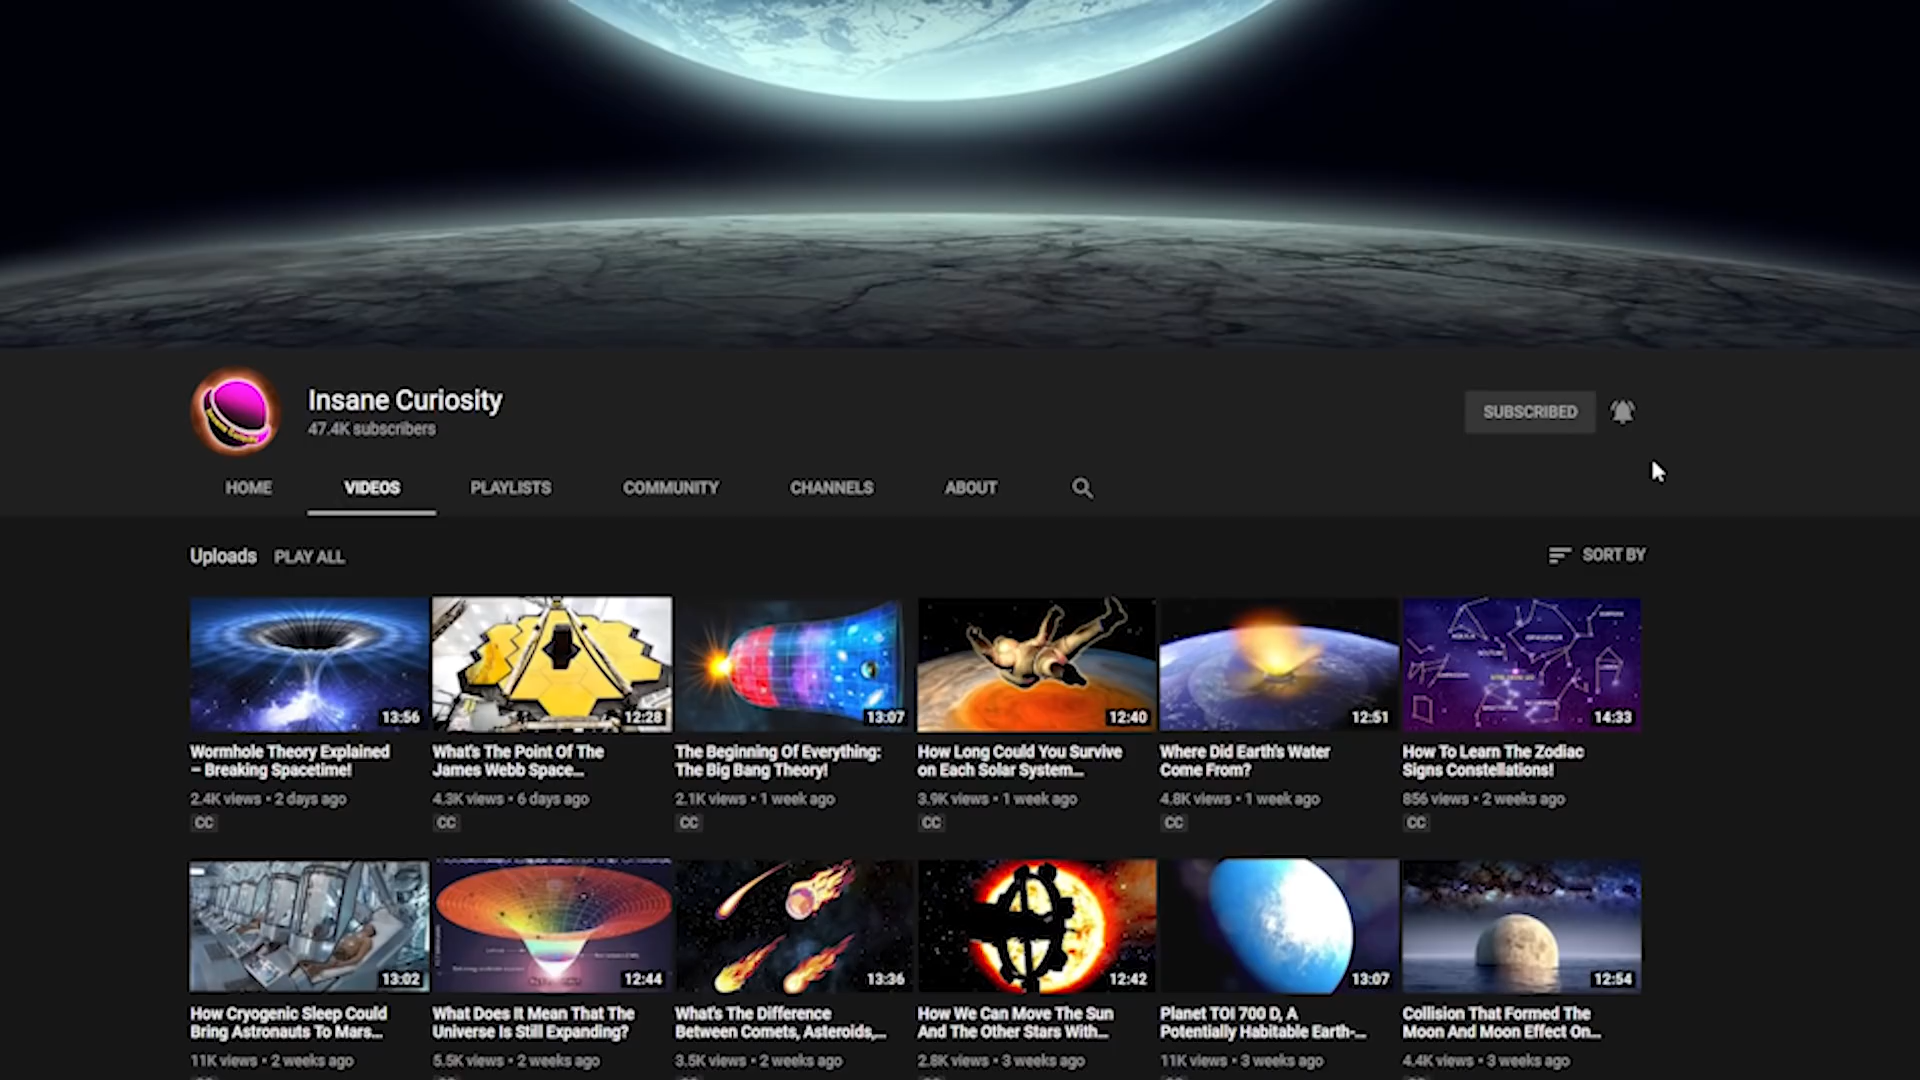 Insane Curiosity
47.4K subscribers
SUBSCRIBED
HOME VIDEOS PLAYLISTS COMMUNITY CHANNELS ABOUT
Uploads PLAY ALL
SORT BY
13:56 12:28 13:07 12:40 12:51 14:33
Wormhole Theory Explained
– Breaking Spacetime!
2.4K views • 2 days ago
CC
What's The Point Of The
James Webb Space...
4.3K views • 6 days ago
CC
The Beginning Of Everything:
The Big Bang Theory!
2.1K views • 1 week ago
CC
How Long Could You Survive
on Each Solar System...
3.9K views • 1 week ago
CC
Where Did Earth's Water
Come From?
4.8K views • 1 week ago
CC
How To Learn The Zodiac
Signs Constellations!
856 views • 2 weeks ago
CC
13:02 12:44 13:36 12:42 13:07 12:54
How Cryogenic Sleep Could
Bring Astronauts To Mars...
11K views • 2 weeks ago
What Does It Mean That The
Universe Is Still Expanding?
5.5K views • 2 weeks ago
What's The Difference
Between Comets, Asteroids,...
3.5K views • 2 weeks ago
How We Can Move The Sun
And The Other Stars With...
2.8K views • 3 weeks ago
Planet TOI 700 D, A
Potentially Habitable Earth-...
11K views • 3 weeks ago
Collision That Formed The
Moon And Moon Effect On...
4.4K views • 3 weeks ago